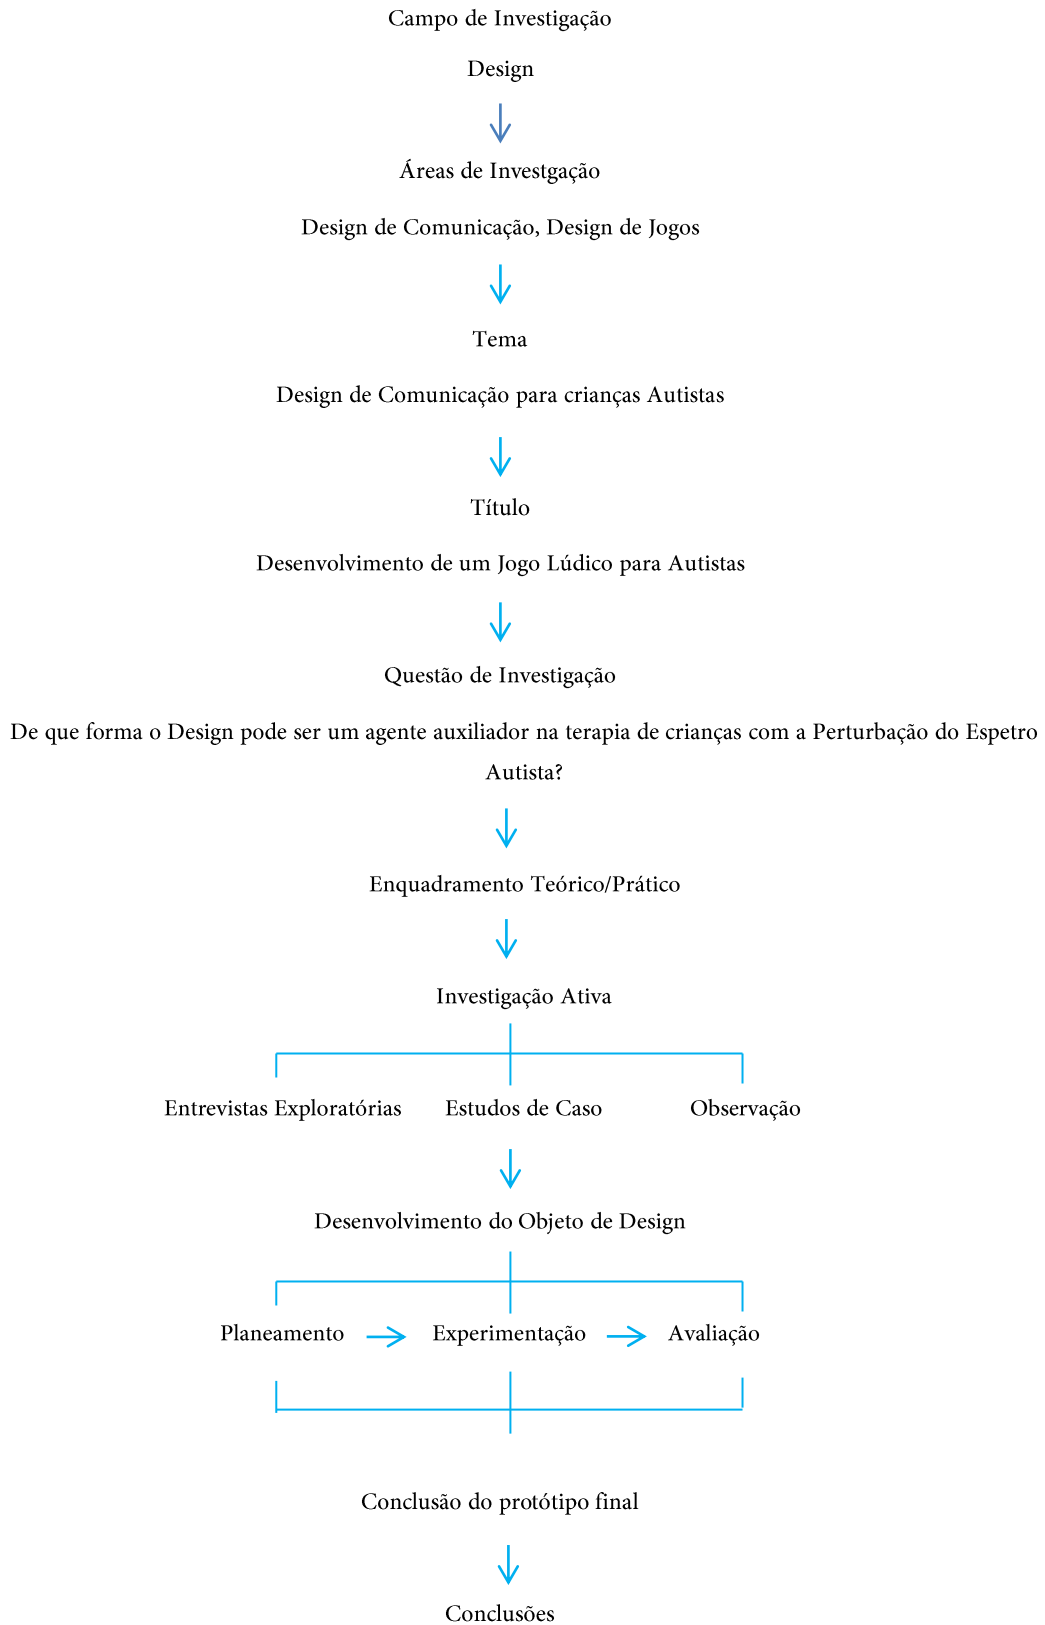 Campo de Investigação
Design
Áreas de Investgação
Design de Comunicação, Design de Jogos
Tema
Design de Comunicação para crianças Autistas
Título
Desenvolvimento de um Jogo Lúdico para Autistas
Questão de Investigação
De que forma o Design pode ser um agente auxiliador na terapia de crianças com a Perturbação do Espetro
Autista?
Enquadramento Teórico/Prático
Investigação Ativa
Entrevistas Exploratórias Estudos de Caso Observação
Desenvolvimento do Objeto de Design
Planeamento Experimentação Avaliação
Conclusão do protótipo final
Conclusões